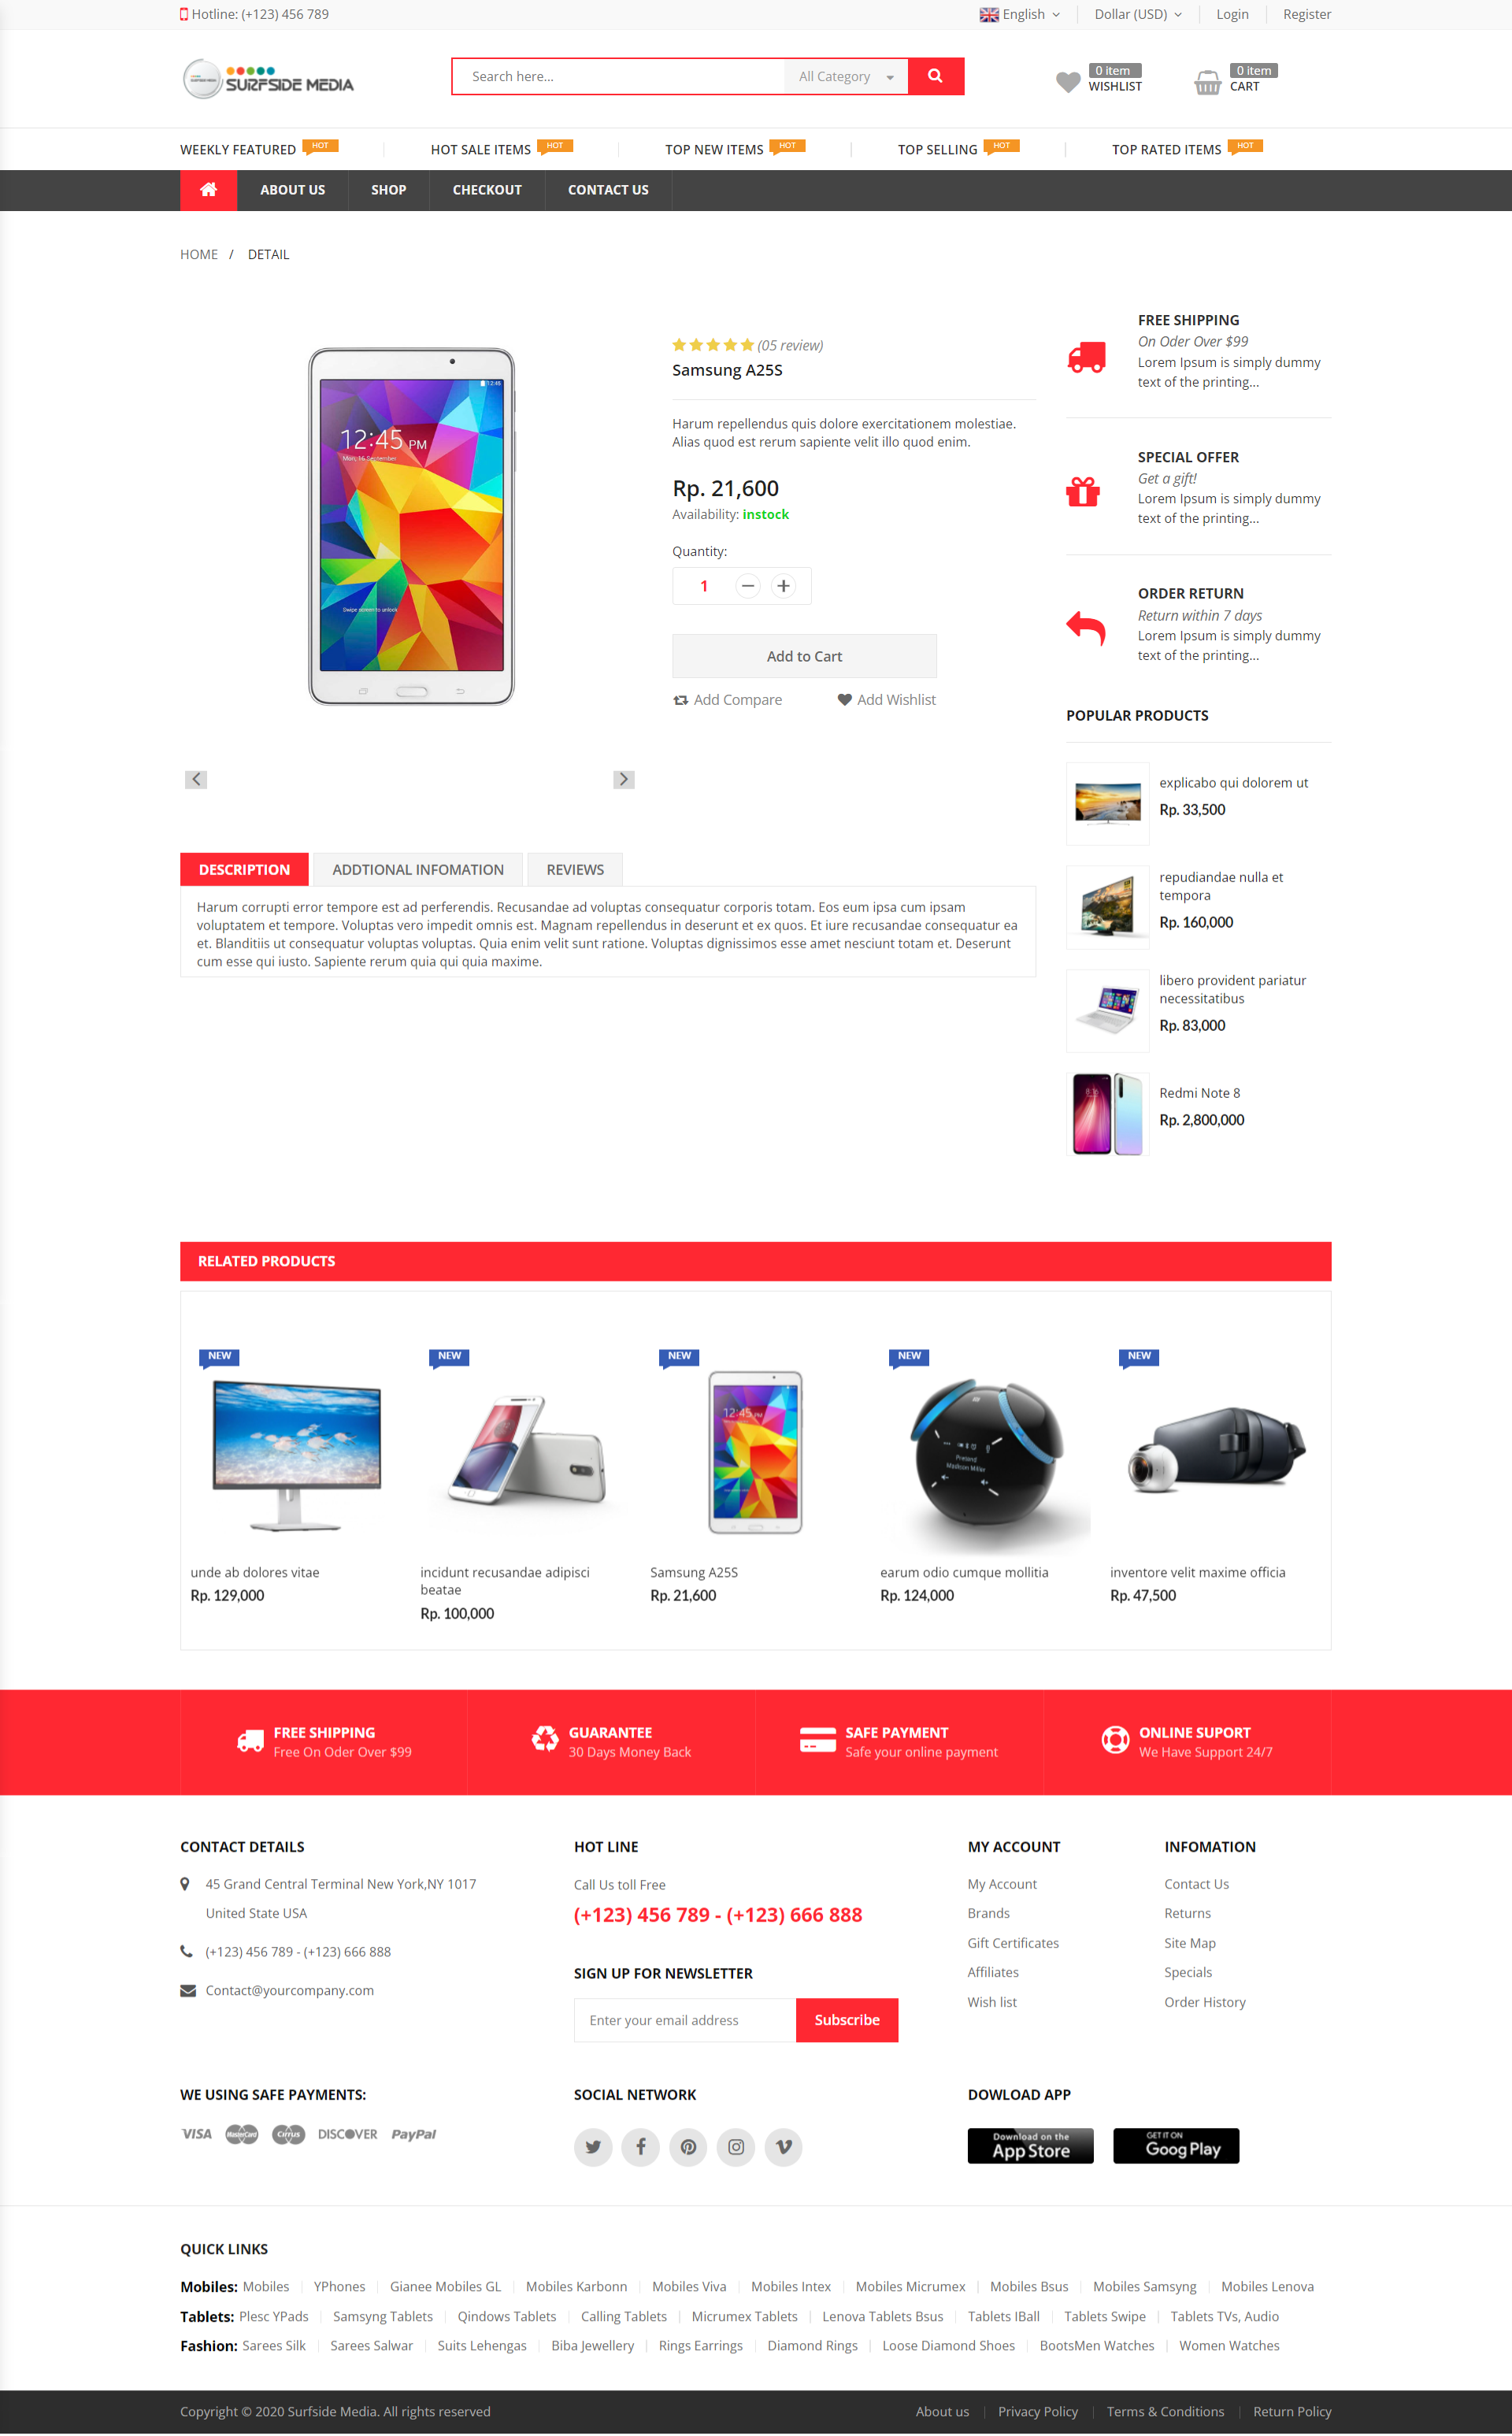 Hotline: (+123) 456 789
English
Dollar (USD)
Login
Register
SURFSIDE MEDIA
Search here...
All Category
0 item
WISHLIST
0 item
CART
WEEKLY FEATURED HOT
HOT SALE ITEMS HOT
TOP NEW ITEMS HOT
TOP SELLING HOT
TOP RATED ITEMS HOT
ABOUT US
SHOP
CHECKOUT
CONTACT US
HOME / DETAIL
12:45
12:45 PM
Mon, 16 September
Swipe screen to unlock
(05 review)
Samsung A25S
Harum repellendus quis dolore exercitationem molestiae.
Alias quod est rerum sapiente velit illo quod enim.
Rp. 21,600
Availability: instock
Quantity:
1
Add to Cart
Add Compare
Add Wishlist
FREE SHIPPING
On Oder Over $99
Lorem Ipsum is simply dummy
text of the printing...
SPECIAL OFFER
Get a gift!
Lorem Ipsum is simply dummy
text of the printing...
ORDER RETURN
Return within 7 days
Lorem Ipsum is simply dummy
text of the printing...
POPULAR PRODUCTS
explicabo qui dolorem ut
Rp. 33,500
repudiandae nulla et
tempora
Rp. 160,000
libero provident pariatur
necessitatibus
Rp. 83,000
Redmi Note 8
Rp. 2,800,000
DESCRIPTION
ADDTIONAL INFOMATION
REVIEWS
Harum corrupti error tempore est ad perferendis. Recusandae ad voluptas consequatur corporis totam. Eos eum ipsa cum ipsam
voluptatem et tempore. Voluptas vero impedit omnis est. Magnam repellendus in deserunt et ex quos. Et iure recusandae consequatur ea
et. Blanditiis ut consequatur voluptas voluptas. Quia enim velit sunt ratione. Voluptas dignissimos esse amet nesciunt totam et. Deserunt
cum esse qui iusto. Sapiente rerum quia qui quia maxime.
RELATED PRODUCTS
NEW
unde ab dolores vitae
Rp. 129,000
NEW
incidunt recusandae adipisci
beatae
Rp. 100,000
NEW
12:45 PM
Samsung A25S
Rp. 21,600
NEW
Presend
Madison Miller
earum odio cumque mollitia
Rp. 124,000
NEW
inventore velit maxime officia
Rp. 47,500
FREE SHIPPING
Free On Oder Over $99
GUARANTEE
30 Days Money Back
SAFE PAYMENT
Safe your online payment
ONLINE SUPORT
We Have Support 24/7
CONTACT DETAILS
45 Grand Central Terminal New York,NY 1017
United State USA
(+123) 456 789 - (+123) 666 888
Contact@yourcompany.com
HOT LINE
Call Us toll Free
(+123) 456 789 - (+123) 666 888
SIGN UP FOR NEWSLETTER
Enter your email address
Subscribe
MY ACCOUNT
My Account
Brands
Gift Certificates
Affiliates
Wish list
INFOMATION
Contact Us
Returns
Site Map
Specials
Order History
WE USING SAFE PAYMENTS:
VISA MasterCard Cirrus DISCOVER PayPal
SOCIAL NETWORK
DOWLOAD APP
Download on the
App Store
GET IT ON
Goog Play
QUICK LINKS
Mobiles: Mobiles YPhones Gianee Mobiles GL Mobiles Karbonn Mobiles Viva Mobiles Intex Mobiles Micrumex Mobiles Bsus Mobiles Samsyng Mobiles Lenova
Tablets: Plesc YPads Samsyng Tablets Qindows Tablets Calling Tablets Micrumex Tablets Lenova Tablets Bsus Tablets IBall Tablets Swipe Tablets TVs, Audio
Fashion: Sarees Silk Sarees Salwar Suits Lehengas Biba Jewellery Rings Earrings Diamond Rings Loose Diamond Shoes BootsMen Watches Women Watches
Copyright © 2020 Surfside Media. All rights reserved
About us
Privacy Policy
Terms & Conditions
Return Policy